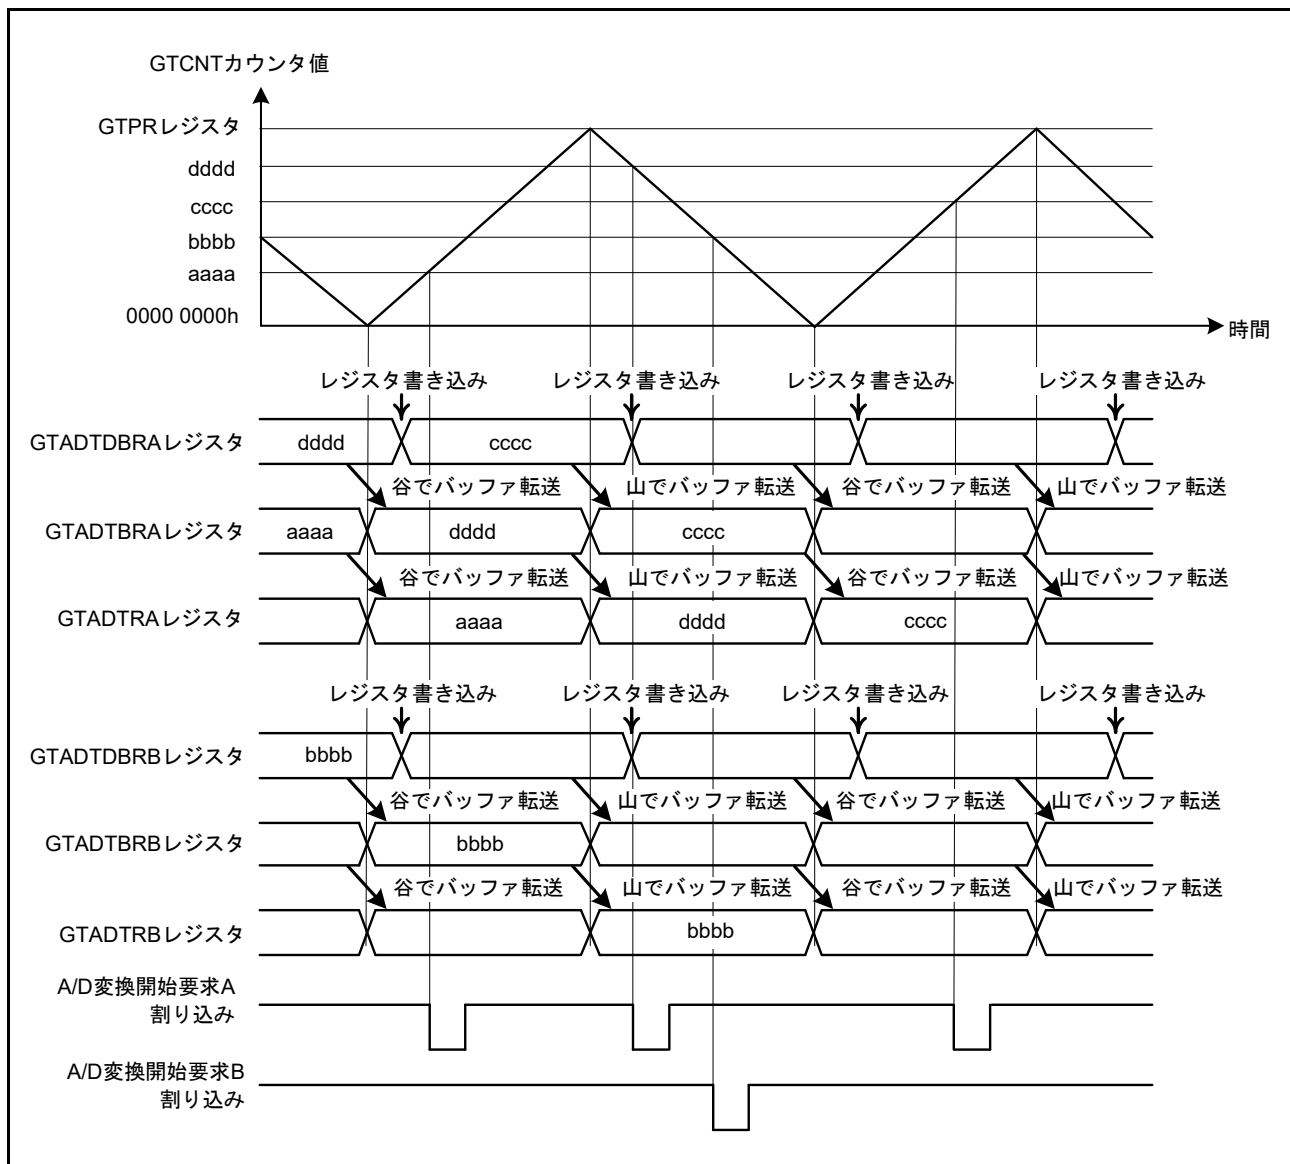 GTCNTカウンタ値
GTPRレジスタ
dddd
cccc
bbbb
aaaa
0000 0000h
時間
レジスタ書き込み レジスタ書き込み レジスタ書き込み レジスタ書き込み
GTADTDBRAレジスタ dddd cccc
谷でバッファ転送 山でバッファ転送 谷でバッファ転送 山でバッファ転送
GTADTBRAレジスタ aaaa dddd cccc
谷でバッファ転送 山でバッファ転送 谷でバッファ転送 山でバッファ転送
GTADTRAレジスタ aaaa dddd cccc
レジスタ書き込み レジスタ書き込み レジスタ書き込み レジスタ書き込み
GTADTDBRBレジスタ bbbb
谷でバッファ転送 山でバッファ転送 谷でバッファ転送 山でバッファ転送
GTADTBRBレジスタ bbbb
谷でバッファ転送 山でバッファ転送 谷でバッファ転送 山でバッファ転送
GTADTRBレジスタ bbbb
A/D変換開始要求A
割り込み
A/D変換開始要求B
割り込み